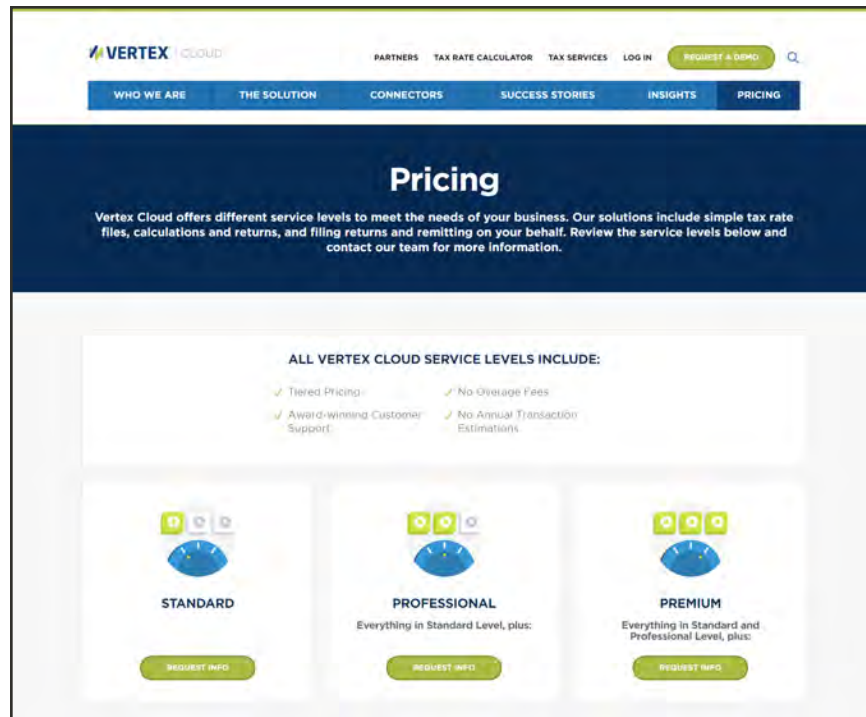 VERTEX CLOUD
PARTNERS TAX RATE CALCULATOR TAX SERVICES LOG IN REQUEST A DEMO
WHO WE ARE THE SOLUTION CONNECTORS SUCCESS STORIES INSIGHTS PRICING
Pricing
Vertex Cloud offers different service levels to meet the needs of your business. Our solutions include simple tax rate
files, calculations and returns, and filing returns and remitting on your behalf. Review the service levels below and
contact our team for more information.
ALL VERTEX CLOUD SERVICE LEVELS INCLUDE:
Tiered Pricing No Overage Fees
Award-winning Customer No Annual Transaction
Support Estimations
STANDARD PROFESSIONAL PREMIUM
Everything in Standard Level, plus: Everything in Standard and
Professional Level, plus:
REQUEST INFO REQUEST INFO REQUEST INFO